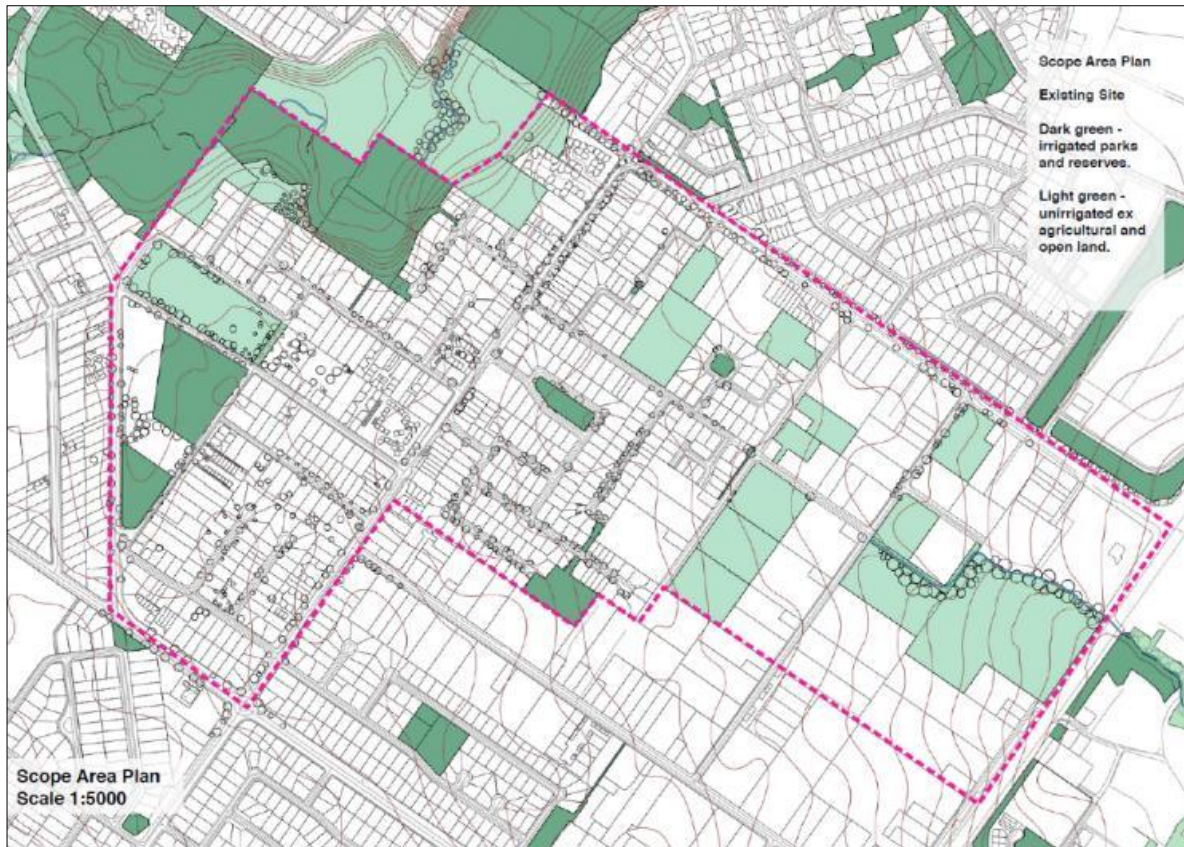 Scope Area Plan
Existing Site
Dark green -
irrigated parks
and reserves.
Light green -
unirrigated ex
agricultural and
open land.
Scope Area Plan
Scale 1:5000